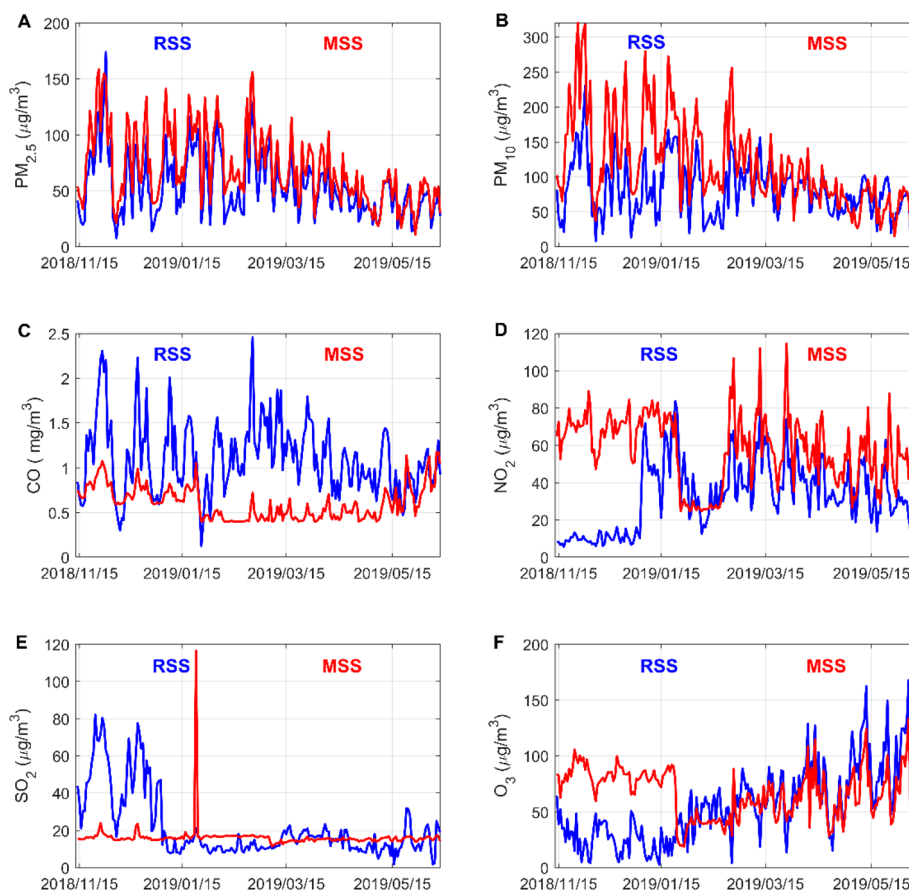 A
B
200
RSS
MSS
150
100
50
0
PM2.5 (μg/m³)
2018/11/15 2019/01/15 2019/03/15 2019/05/15
300
RSS
MSS
250
200
150
100
50
0
PM10 (μg/m³)
2018/11/15 2019/01/15 2019/03/15 2019/05/15
C
D
2.5
RSS
MSS
2
1.5
1
0.5
0
CO ( mg/m³)
2018/11/15 2019/01/15 2019/03/15 2019/05/15
120
RSS
MSS
100
80
60
40
20
0
NO2 (μg/m³)
2018/11/15 2019/01/15 2019/03/15 2019/05/15
E
F
120
RSS
MSS
100
80
60
40
20
0
SO2 (μg/m³)
2018/11/15 2019/01/15 2019/03/15 2019/05/15
200
RSS
MSS
150
100
50
0
O3 (μg/m³)
2018/11/15 2019/01/15 2019/03/15 2019/05/15